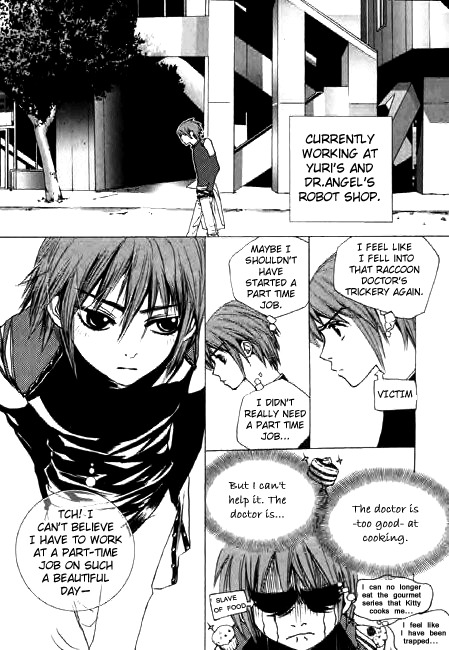 CURRENTLY
WORKING AT
YURI'S AND
DR.ANGEL'S
ROBOT SHOP.
MAYBE I
SHOULDN'T
HAVE
STARTED A
PART TIME
JOB.
I DIDN'T
REALLY NEED
A PART TIME
JOB...
I FEEL LIKE
I FELL INTO
THAT RACCOON
DOCTOR'S
TRICKERY AGAIN.
VICTIM
TCH! I
CAN'T BELIEVE
I HAVE TO WORK
AT A PART-TIME
JOB ON SUCH
A BEAUTIFUL
DAY—
But I can't
help it. The
doctor is...
The doctor is
-too good- at
cooking.
SLAVE
OF FOOD
I can no longer
eat the gourmet
series that Kitty
cooks me...
I feel like
I have been
trapped...